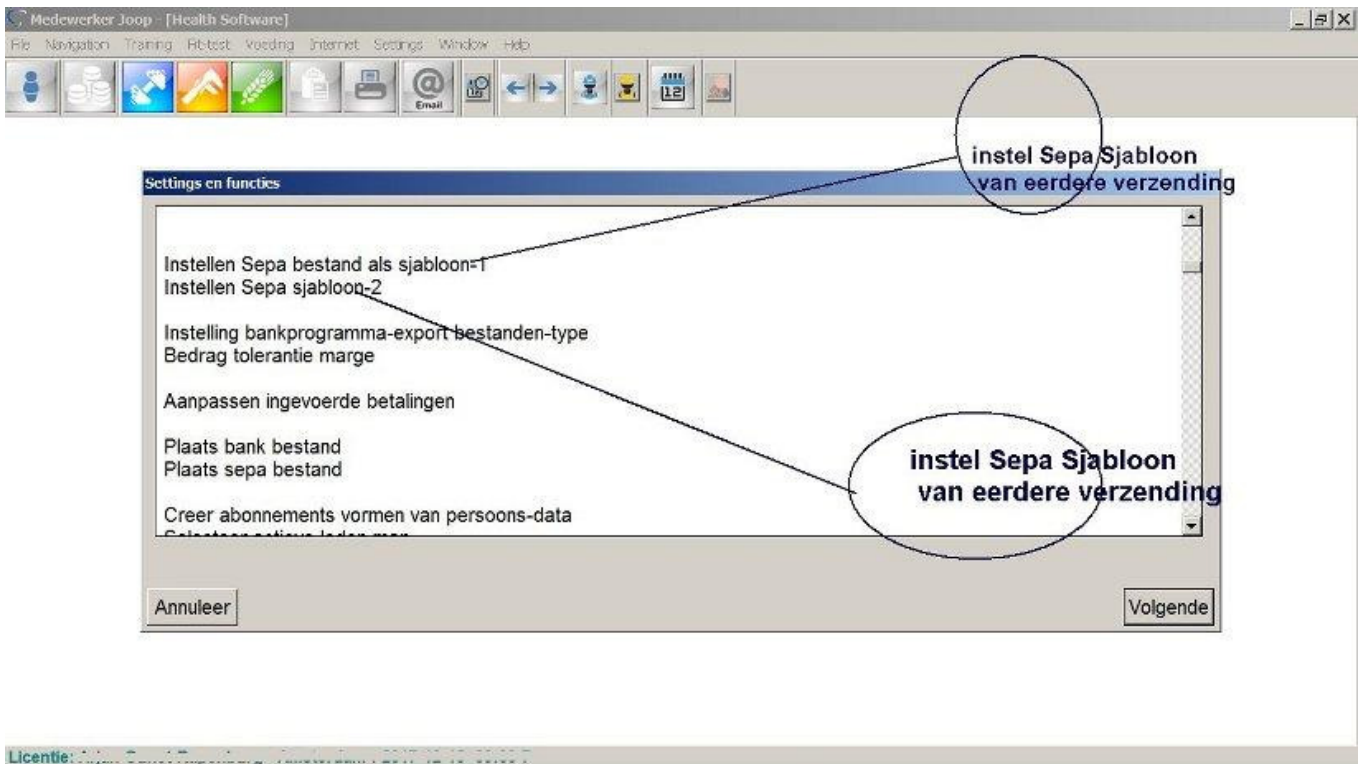 Medewerker Joop - [Health Software]
File Navigation Training Fit-test Voeding Internet Settings Window Help
Email
12
instel Sepa Sjabloon
van eerdere verzending
Settings en functies
Instellen Sepa bestand als sjabloon-1
Instellen Sepa sjabloon-2
Instelling bankprogramma-export bestanden-type
Bedrag tolerantie marge
Aanpassen ingevoerde betalingen
Plaats bank bestand
Plaats sepa bestand
instel Sepa Sjabloon
van eerdere verzending
Creer abonnements vormen van persoons-data
Annuleer
Volgende
Licentie: